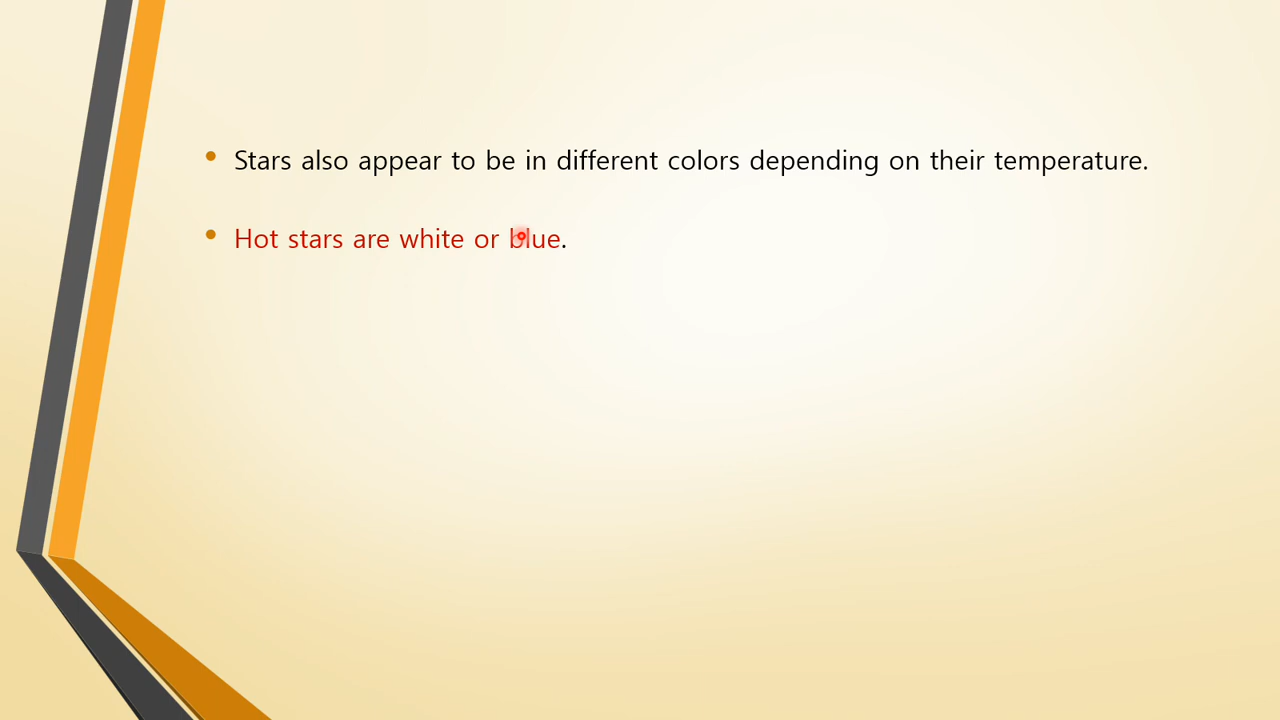 Stars also appear to be in different colors depending on their temperature.
Hot stars are white or blue.